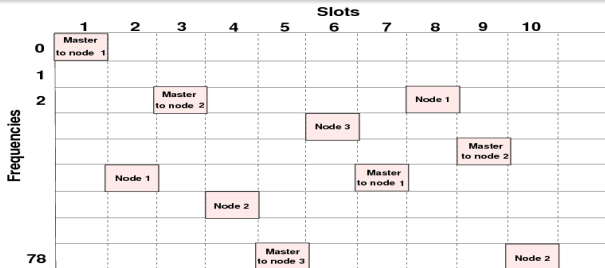 Slots
1 2 3 4 5 6 7 8 9 10
Frequencies
0
Master
to node 1
1
2
Master
to node 2
Node 1
Node 3
Master
to node 2
Node 1
Master
to node 1
Node 2
78
Master
to node 3
Node 2